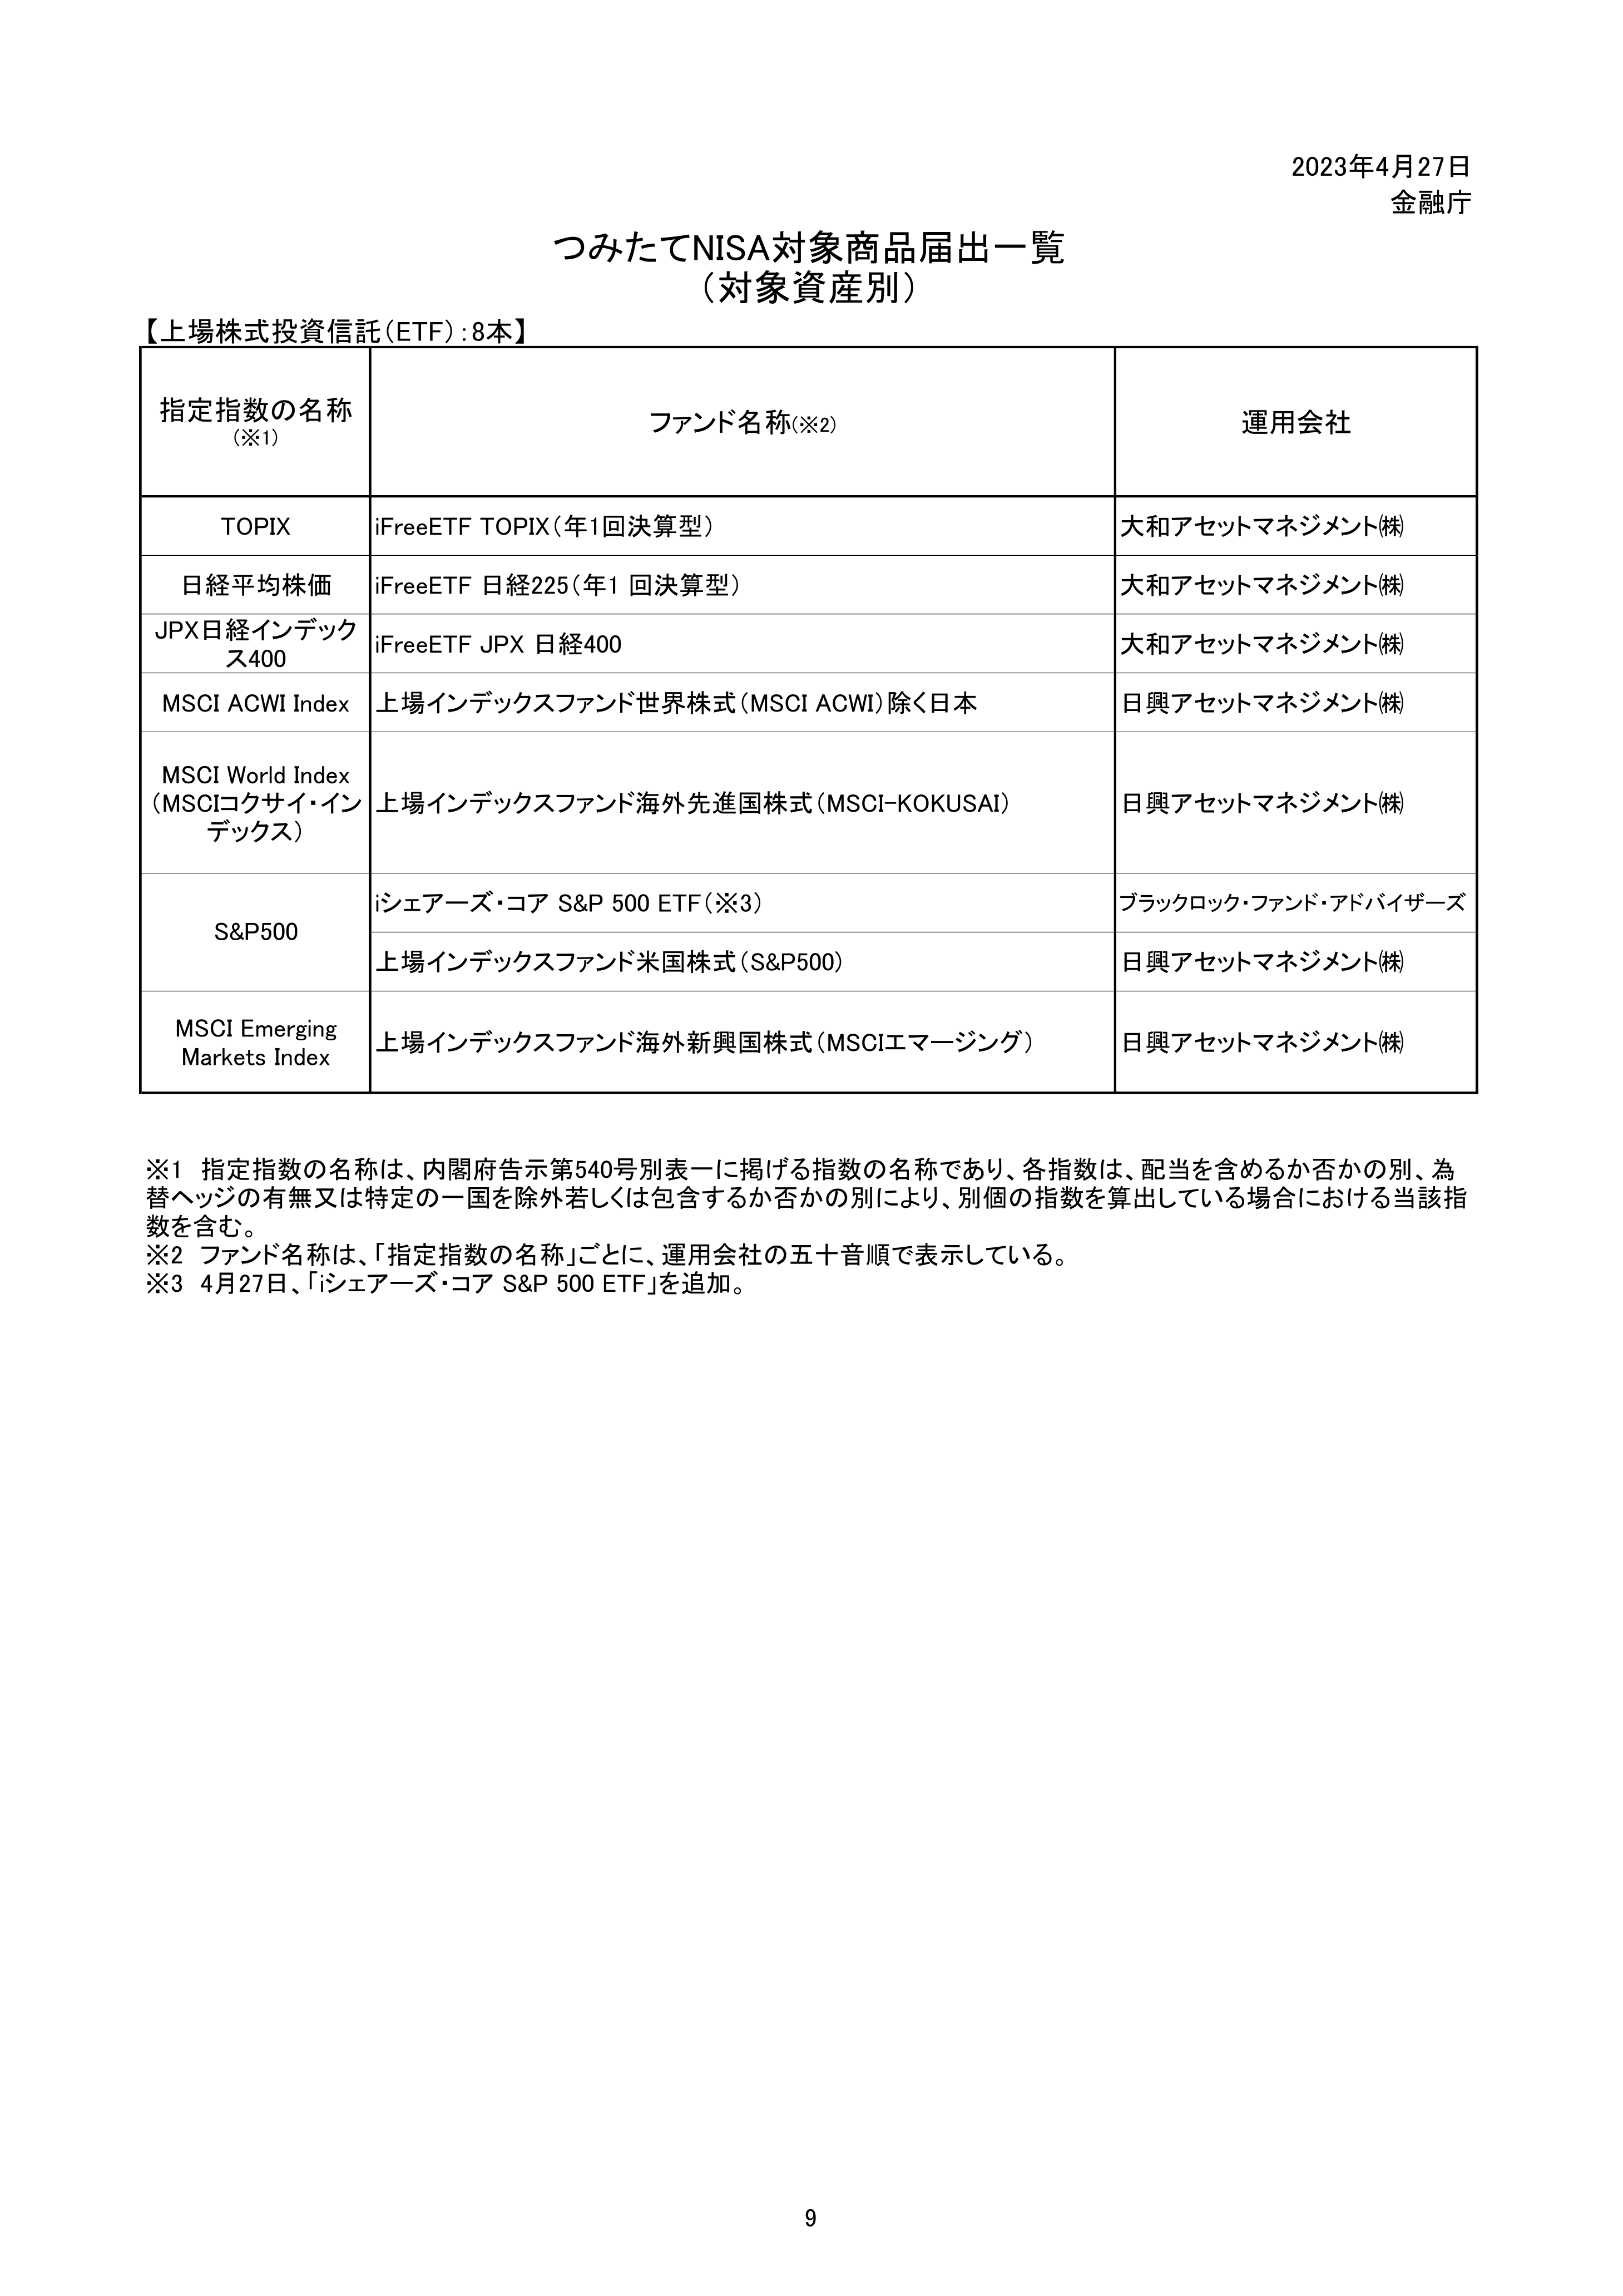 2023年4月27日
金融庁
つみたてNISA対象商品届出一覧
（対象資産別）
【上場株式投資信託（ETF）：8本】
指定指数の名称
（※1）
ファンド名称（※2）
運用会社
TOPIX
iFreeETF TOPIX（年1回決算型）
大和アセットマネジメント㈱
日経平均株価
iFreeETF 日経225（年1 回決算型）
大和アセットマネジメント㈱
JPX日経インデック
ス400
iFreeETF JPX 日経400
大和アセットマネジメント㈱
MSCI ACWI Index
上場インデックスファンド世界株式（MSCI ACWI）除く日本
日興アセットマネジメント㈱
MSCI World Index
（MSCIコクサイ・イン
デックス）
上場インデックスファンド海外先進国株式（MSCI−KOKUSAI）
日興アセットマネジメント㈱
S&P500
iシェアーズ・コア S&P 500 ETF（※3）
ブラックロック・ファンド・アドバイザーズ
上場インデックスファンド米国株式（S&P500）
日興アセットマネジメント㈱
MSCI Emerging
Markets Index
上場インデックスファンド海外新興国株式（MSCIエマージング）
日興アセットマネジメント㈱
※1　指定指数の名称は、内閣府告示第540号別表一に掲げる指数の名称であり、各指数は、配当を含めるか否かの別、為
替ヘッジの有無又は特定の一国を除外若しくは包含するか否かの別により、別個の指数を算出している場合における当該指
数を含む。
※2　ファンド名称は、「指定指数の名称」ごとに、運用会社の五十音順で表示している。
※3　4月27日、「iシェアーズ・コア S&P 500 ETF」を追加。
9